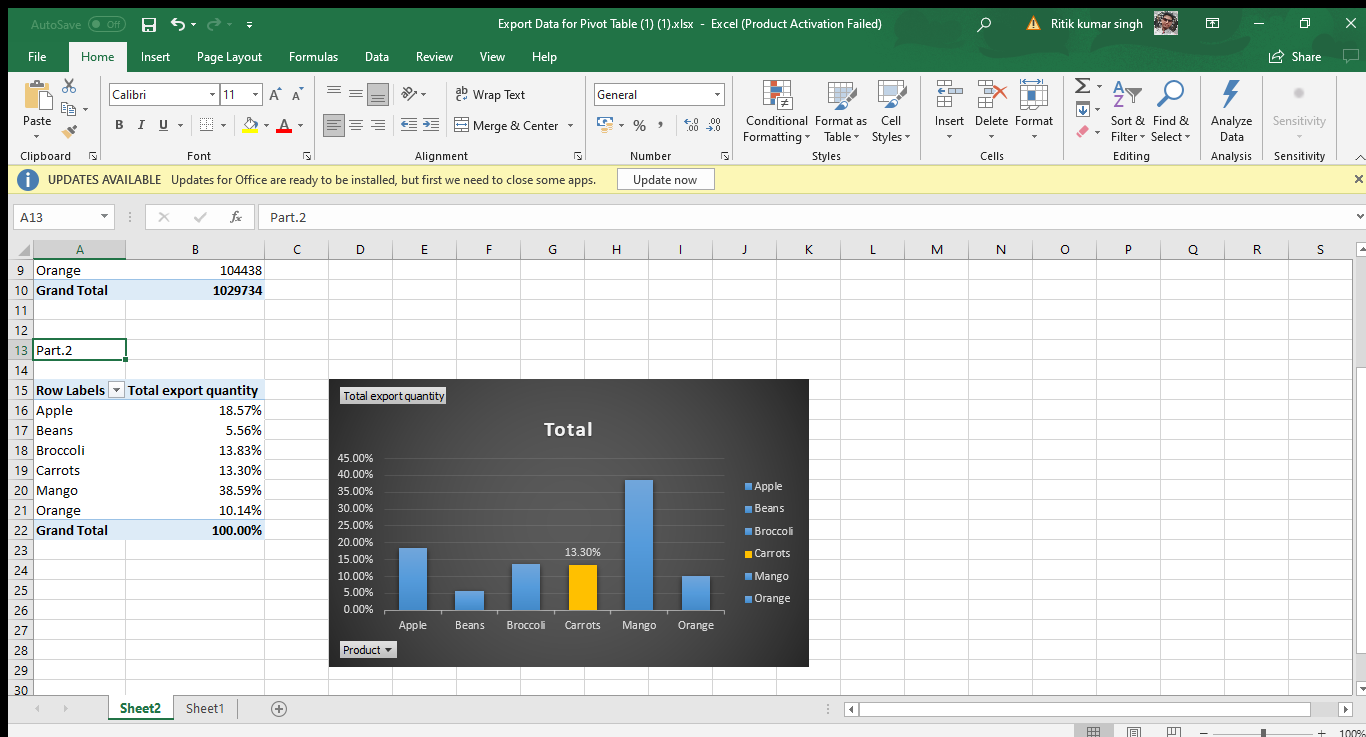 AutoSave Off Export Data for Pivot Table (1) (1).xlsx - Excel (Product Activation Failed) Ritik kumar singh
File Home Insert Page Layout Formulas Data Review View Help Share
Calibri 11 ab Wrap Text General
Paste B I U Merge & Center % , Conditional Formatting Format as Table Cell Styles Insert Delete Format Sort & Filter Find & Select Analyze Data Sensitivity
Clipboard Font Alignment Number Styles Cells Editing Analysis Sensitivity
UPDATES AVAILABLE Updates for Office are ready to be installed, but first we need to close some apps. Update now
A13 fx Part.2
A B C D E F G H I J K L M N O P Q R S
9 Orange 104438
10 Grand Total 1029734
11
12
13 Part.2
14
15 Row Labels Total export quantity
16 Apple 18.57%
17 Beans 5.56%
18 Broccoli 13.83%
19 Carrots 13.30%
20 Mango 38.59%
21 Orange 10.14%
22 Grand Total 100.00%
23
24
25
26
27
28
29
30
Total export quantity
Total
45.00%
40.00%
35.00%
30.00%
25.00%
20.00%
15.00%
10.00%
5.00%
0.00%
13.30%
Apple Beans Broccoli Carrots Mango Orange
Apple
Beans
Broccoli
Carrots
Mango
Orange
Product
Sheet2 Sheet1
100%